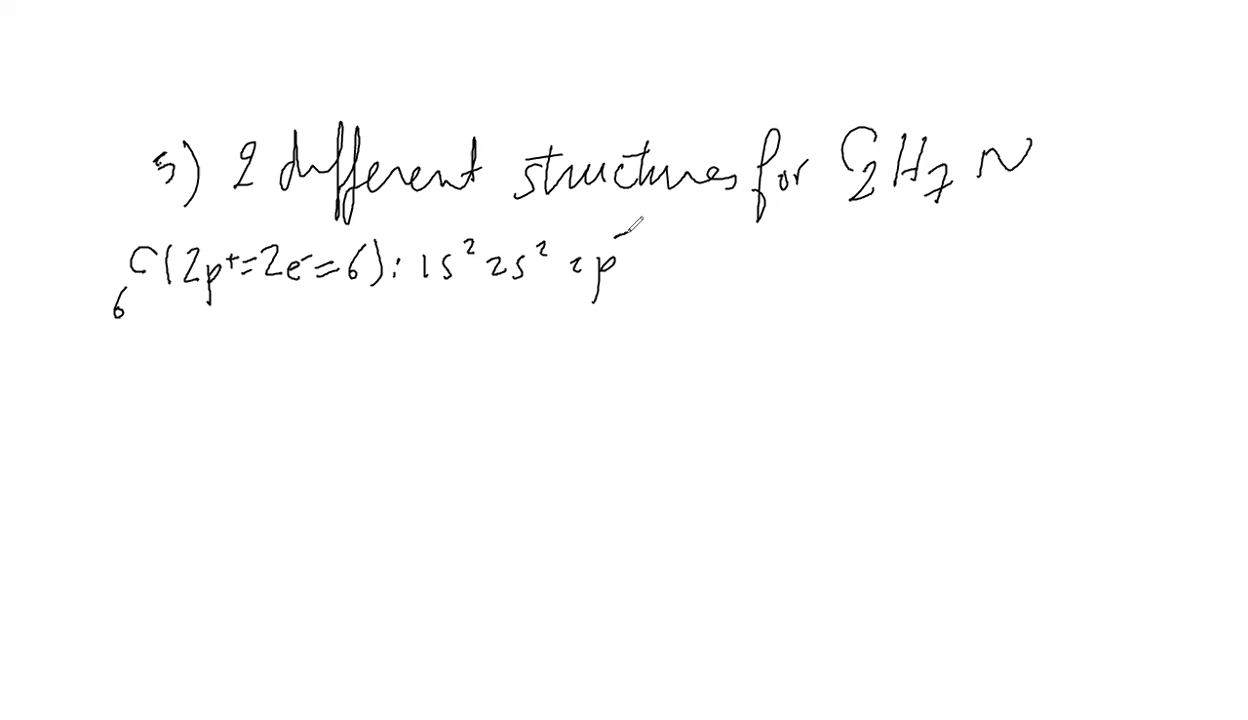 5) 2 different structures for C₂H₇N
₆C(2p⁺=2e⁻=6): 1s² 2s² 2p